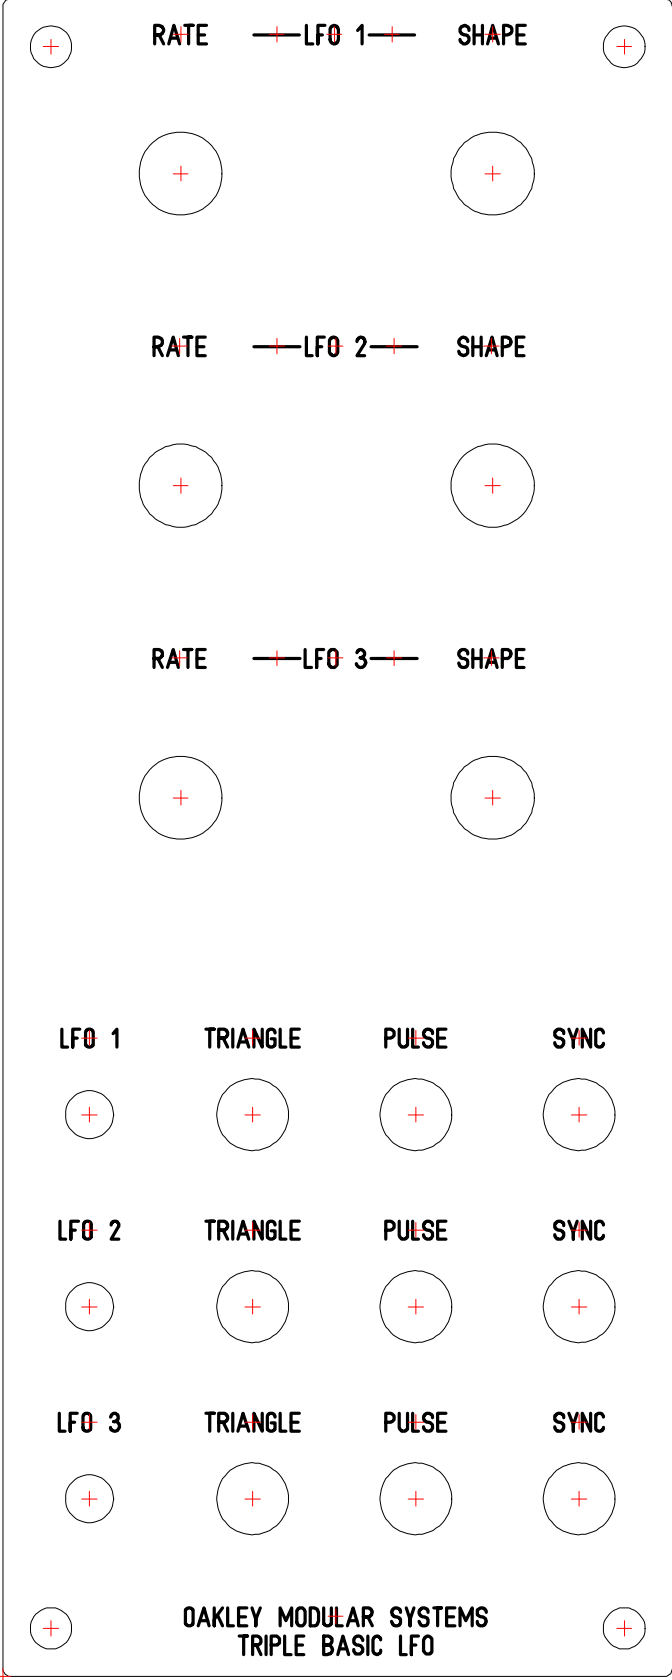 RATE LFO 1 SHAPE
RATE LFO 2 SHAPE
RATE LFO 3 SHAPE
LFO 1 TRIANGLE PULSE SYNC
LFO 2 TRIANGLE PULSE SYNC
LFO 3 TRIANGLE PULSE SYNC
OAKLEY MODULAR SYSTEMS
TRIPLE BASIC LFO